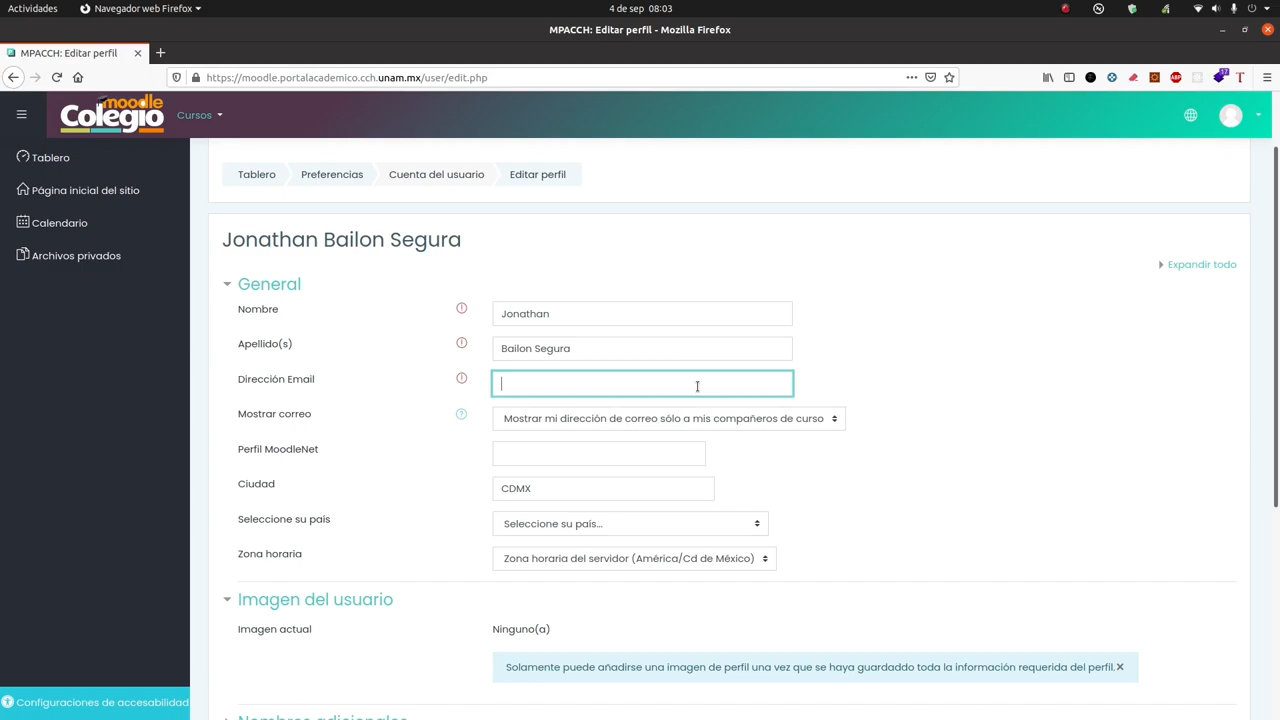 Actividades
Navegador web Firefox
4 de sep 08:03
MPACCH: Editar perfil - Mozilla Firefox
MPACCH: Editar perfil
https://moodle.portalacademico.cch.unam.mx/user/edit.php
17
ABP
T
moodle
Colegio
Cursos
Tablero
Página inicial del sitio
Calendario
Archivos privados
Configuraciones de accesabilidad
Tablero
Preferencias
Cuenta del usuario
Editar perfil
Jonathan Bailon Segura
Expandir todo
General
Nombre
Jonathan
Apellido(s)
Bailon Segura
Dirección Email
Mostrar correo
Mostrar mi dirección de correo sólo a mis compañeros de curso
Perfil MoodleNet
Ciudad
CDMX
Seleccione su país
Seleccione su país...
Zona horaria
Zona horaria del servidor (América/Cd de México)
Imagen del usuario
Imagen actual
Ninguno(a)
Solamente puede añadirse una imagen de perfil una vez que se haya guardaddo toda la información requerida del perfil.
Nombres adicionales